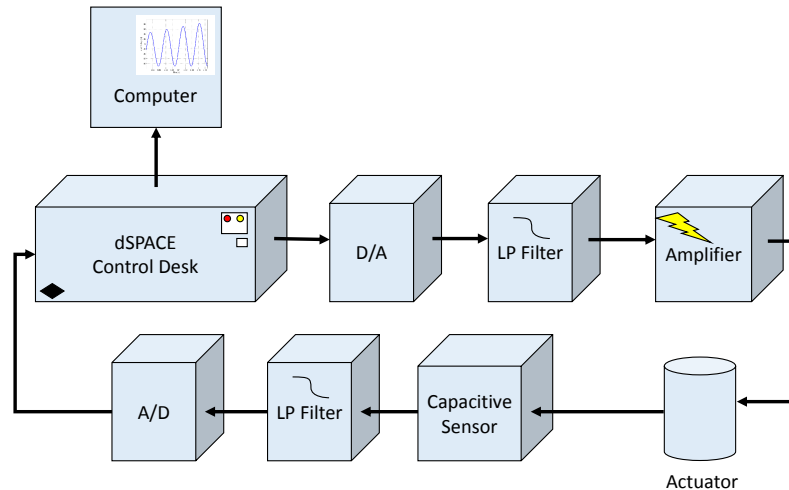 Computer
dSPACE
Control Desk
D/A
LP Filter
Amplifier
A/D
LP Filter
Capacitive
Sensor
Actuator